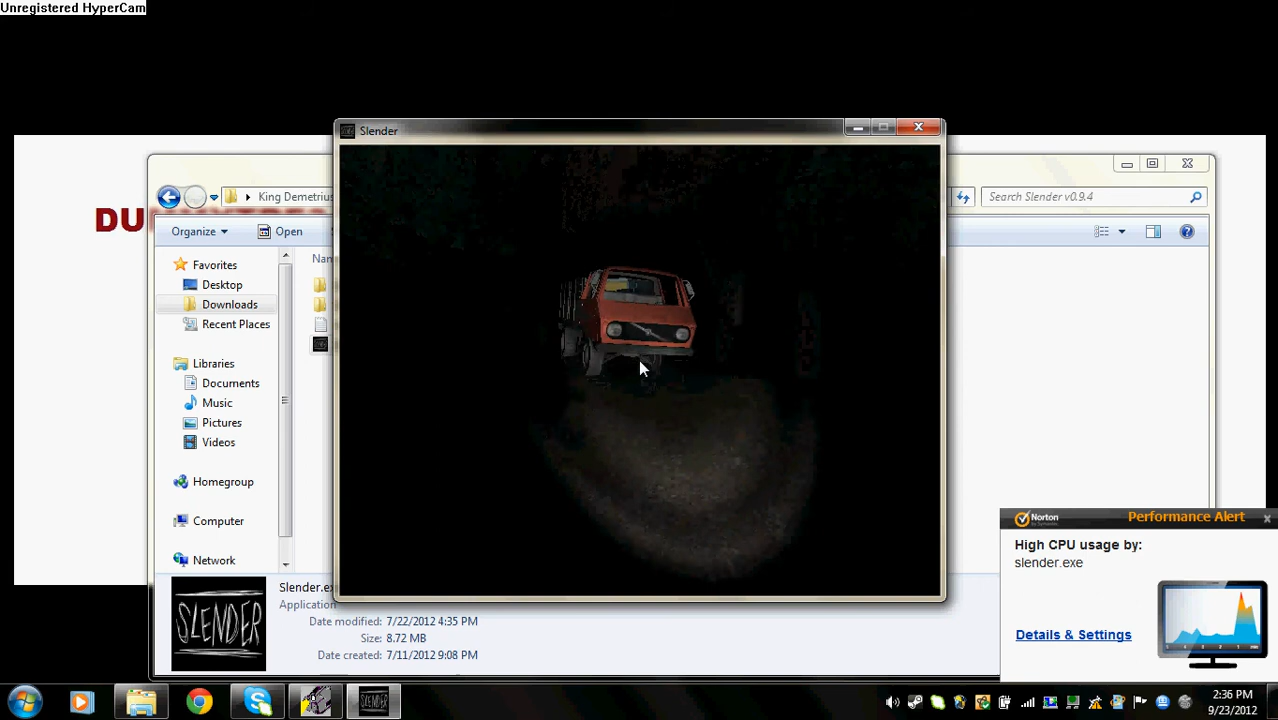 Unregistered HyperCam
Slender
King Demetrius
Search Slender v0.9.4
DU
Organize
Open
Favorites
Desktop
Downloads
Recent Places
Libraries
Documents
Music
Pictures
Videos
Homegroup
Computer
Network
SLENDER
Slender.ex
Application
Date modified: 7/22/2012 4:35 PM
Size: 8.72 MB
Date created: 7/11/2012 9:08 PM
Norton
by Symantec
Performance Alert
High CPU usage by:
slender.exe
Details & Settings
2:36 PM
9/23/2012